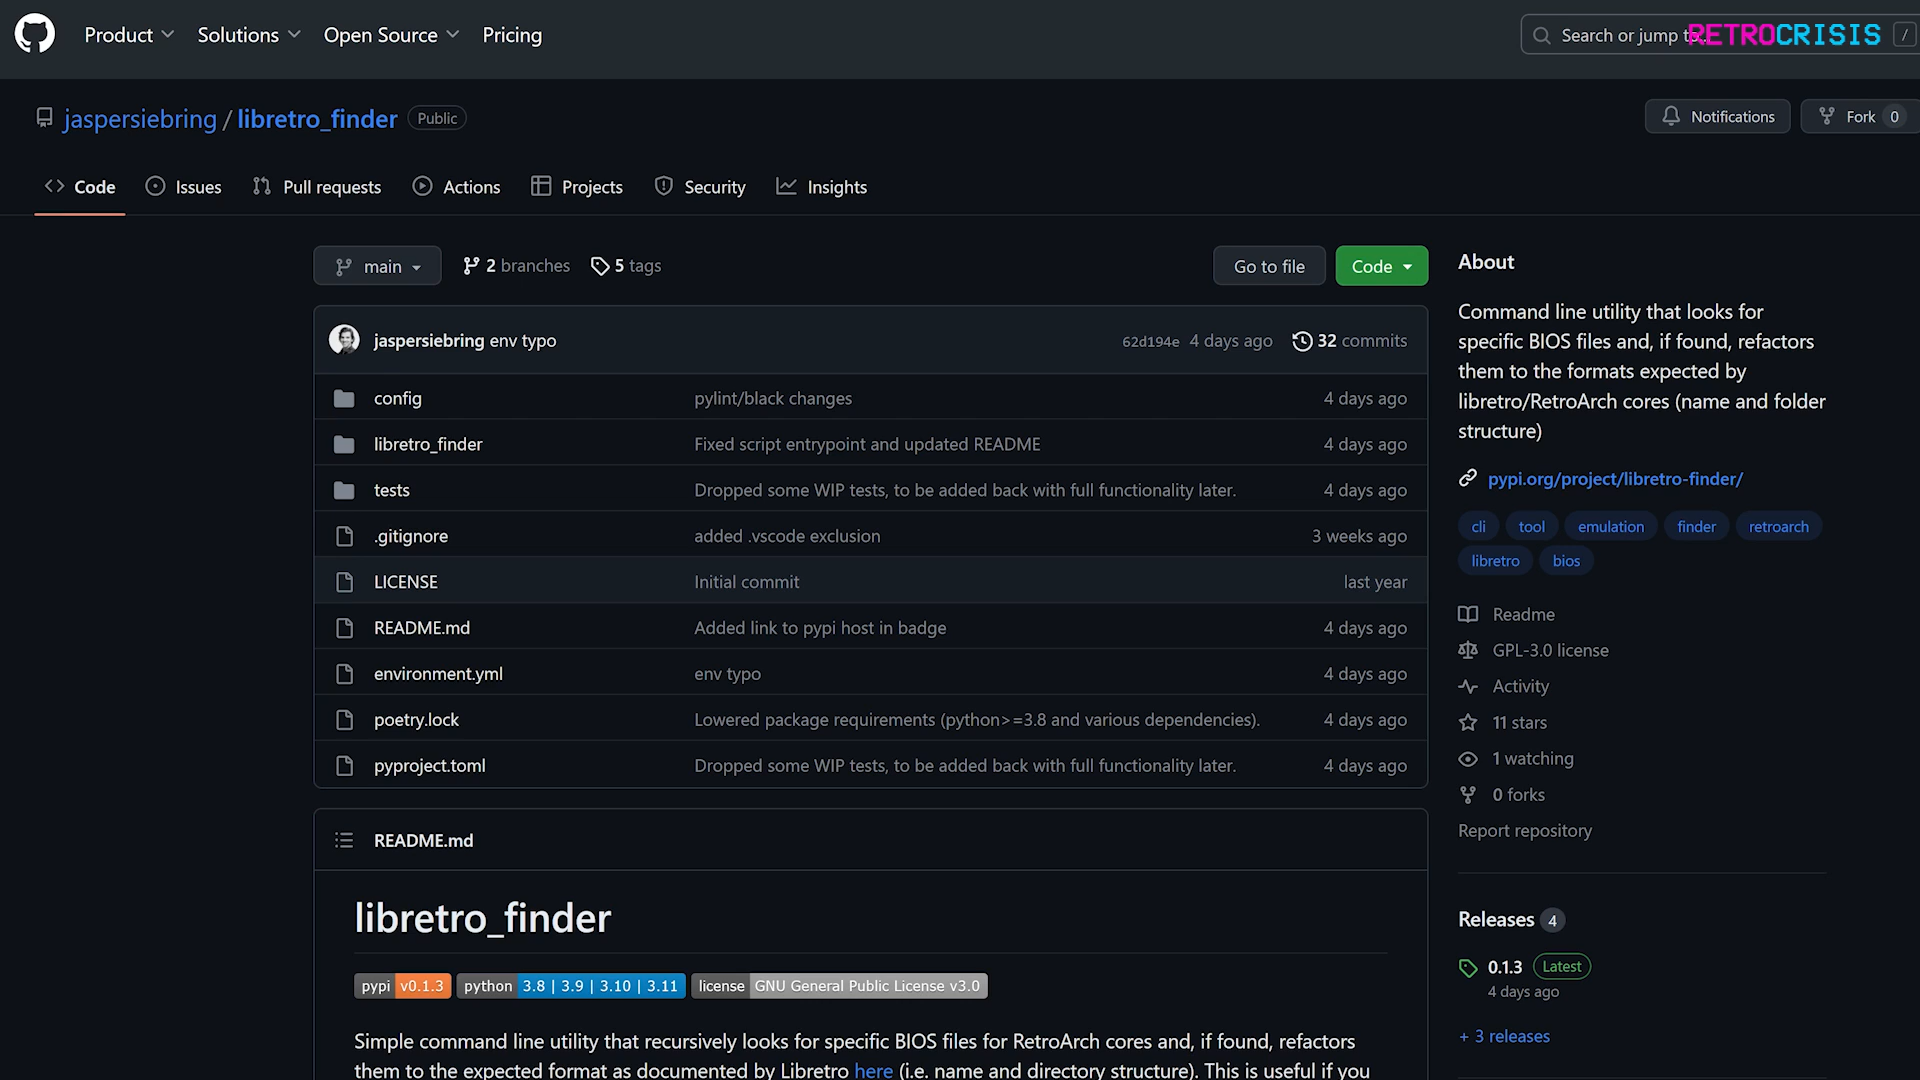 Product Solutions Open Source Pricing
Search or jump to... /
RETROCRISIS
jaspersiebring / libretro_finder Public
Notifications Fork 0
Code Issues Pull requests Actions Projects Security Insights
main 2 branches 5 tags Go to file Code
jaspersiebring env typo 62d194e 4 days ago 32 commits
config pylint/black changes 4 days ago
libretro_finder Fixed script entrypoint and updated README 4 days ago
tests Dropped some WIP tests, to be added back with full functionality later. 4 days ago
.gitignore added .vscode exclusion 3 weeks ago
LICENSE Initial commit last year
README.md Added link to pypi host in badge 4 days ago
environment.yml env typo 4 days ago
poetry.lock Lowered package requirements (python>=3.8 and various dependencies). 4 days ago
pyproject.toml Dropped some WIP tests, to be added back with full functionality later. 4 days ago
README.md
libretro_finder
pypi v0.1.3 python 3.8 | 3.9 | 3.10 | 3.11 license GNU General Public License v3.0
Simple command line utility that recursively looks for specific BIOS files for RetroArch cores and, if found, refactors
them to the expected format as documented by Libretro here (i.e. name and directory structure). This is useful if you
About
Command line utility that looks for
specific BIOS files and, if found, refactors
them to the formats expected by
libretro/RetroArch cores (name and folder
structure)
pypi.org/project/libretro-finder/
cli tool emulation finder retroarch
libretro bios
Readme
GPL-3.0 license
Activity
11 stars
1 watching
0 forks
Report repository
Releases 4
0.1.3 Latest
4 days ago
+ 3 releases